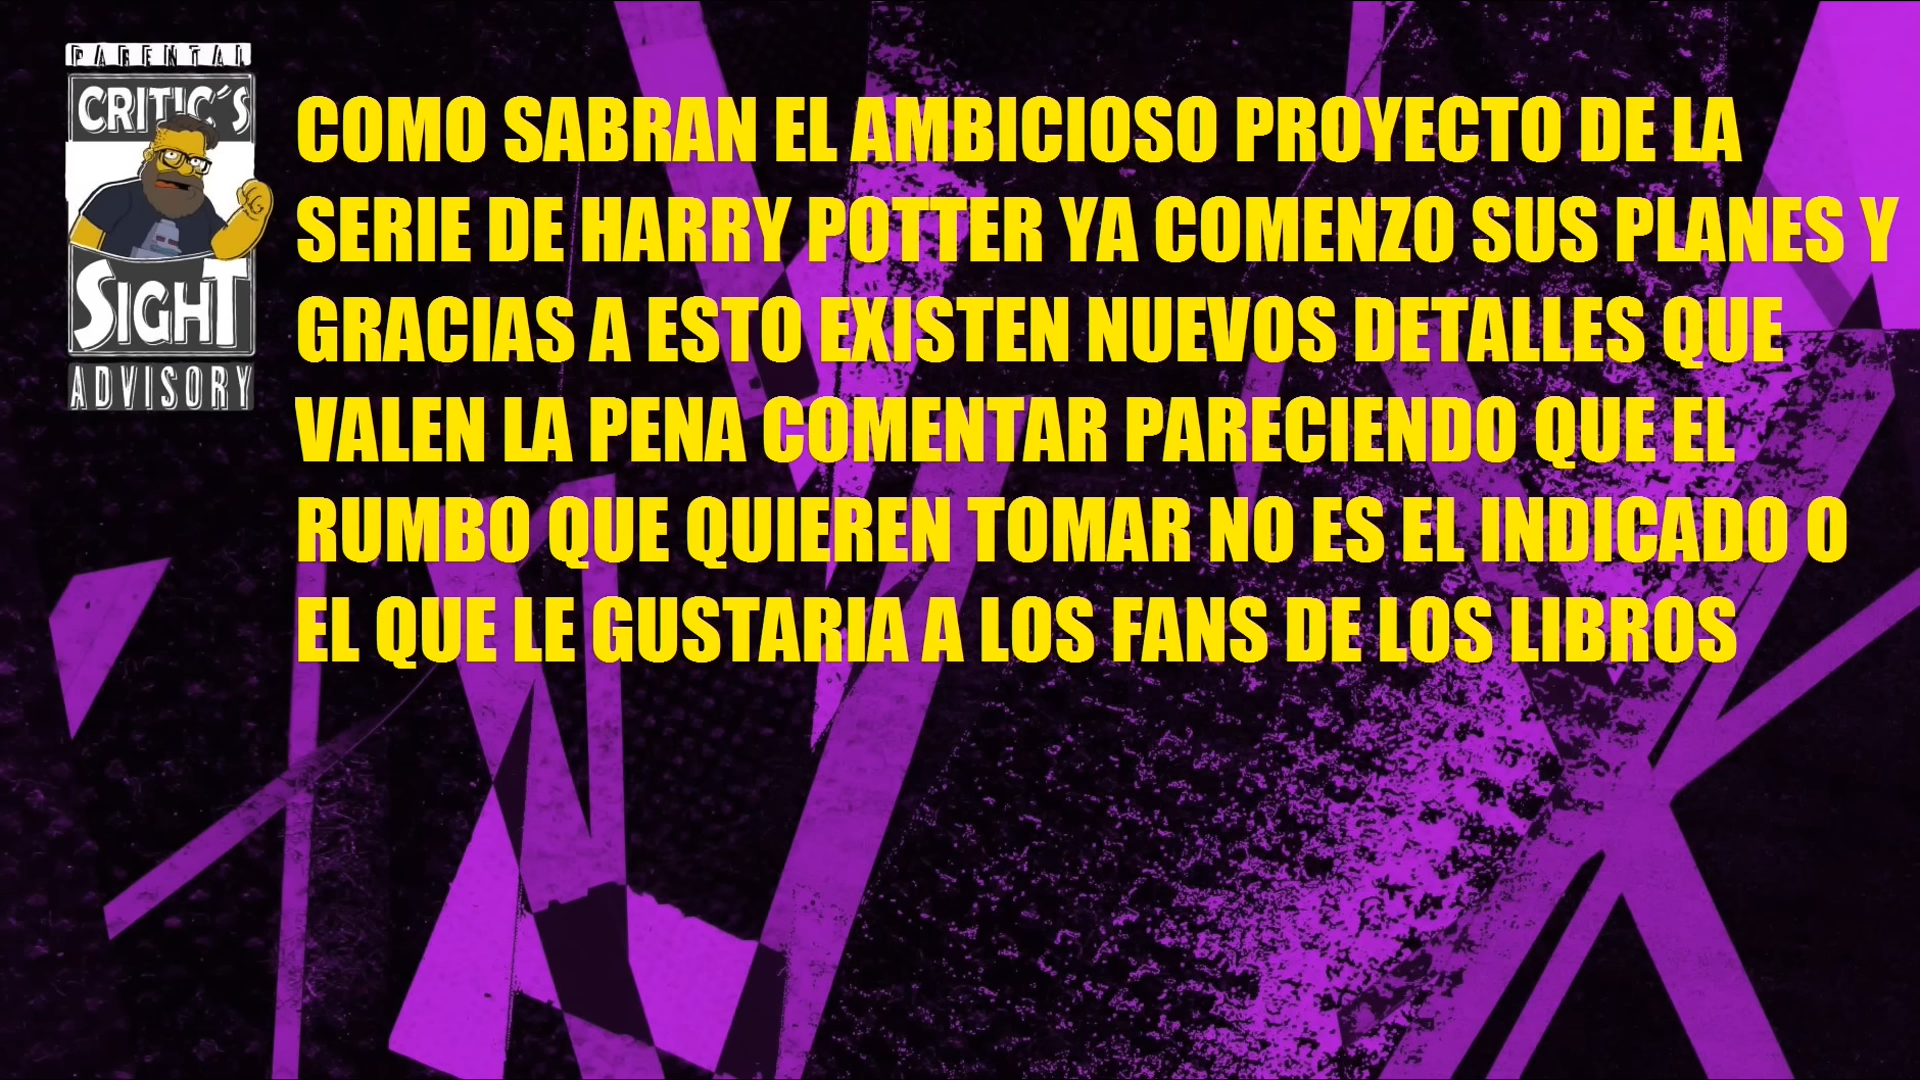 PARENTAL
CRITIC'S
SIGHT
ADVISORY
COMO SABRAN EL AMBICIOSO PROYECTO DE LA
SERIE DE HARRY POTTER YA COMENZO SUS PLANES Y
GRACIAS A ESTO EXISTEN NUEVOS DETALLES QUE
VALEN LA PENA COMENTAR PARECIENDO QUE EL
RUMBO QUE QUIEREN TOMAR NO ES EL INDICADO O
EL QUE LE GUSTARIA A LOS FANS DE LOS LIBROS